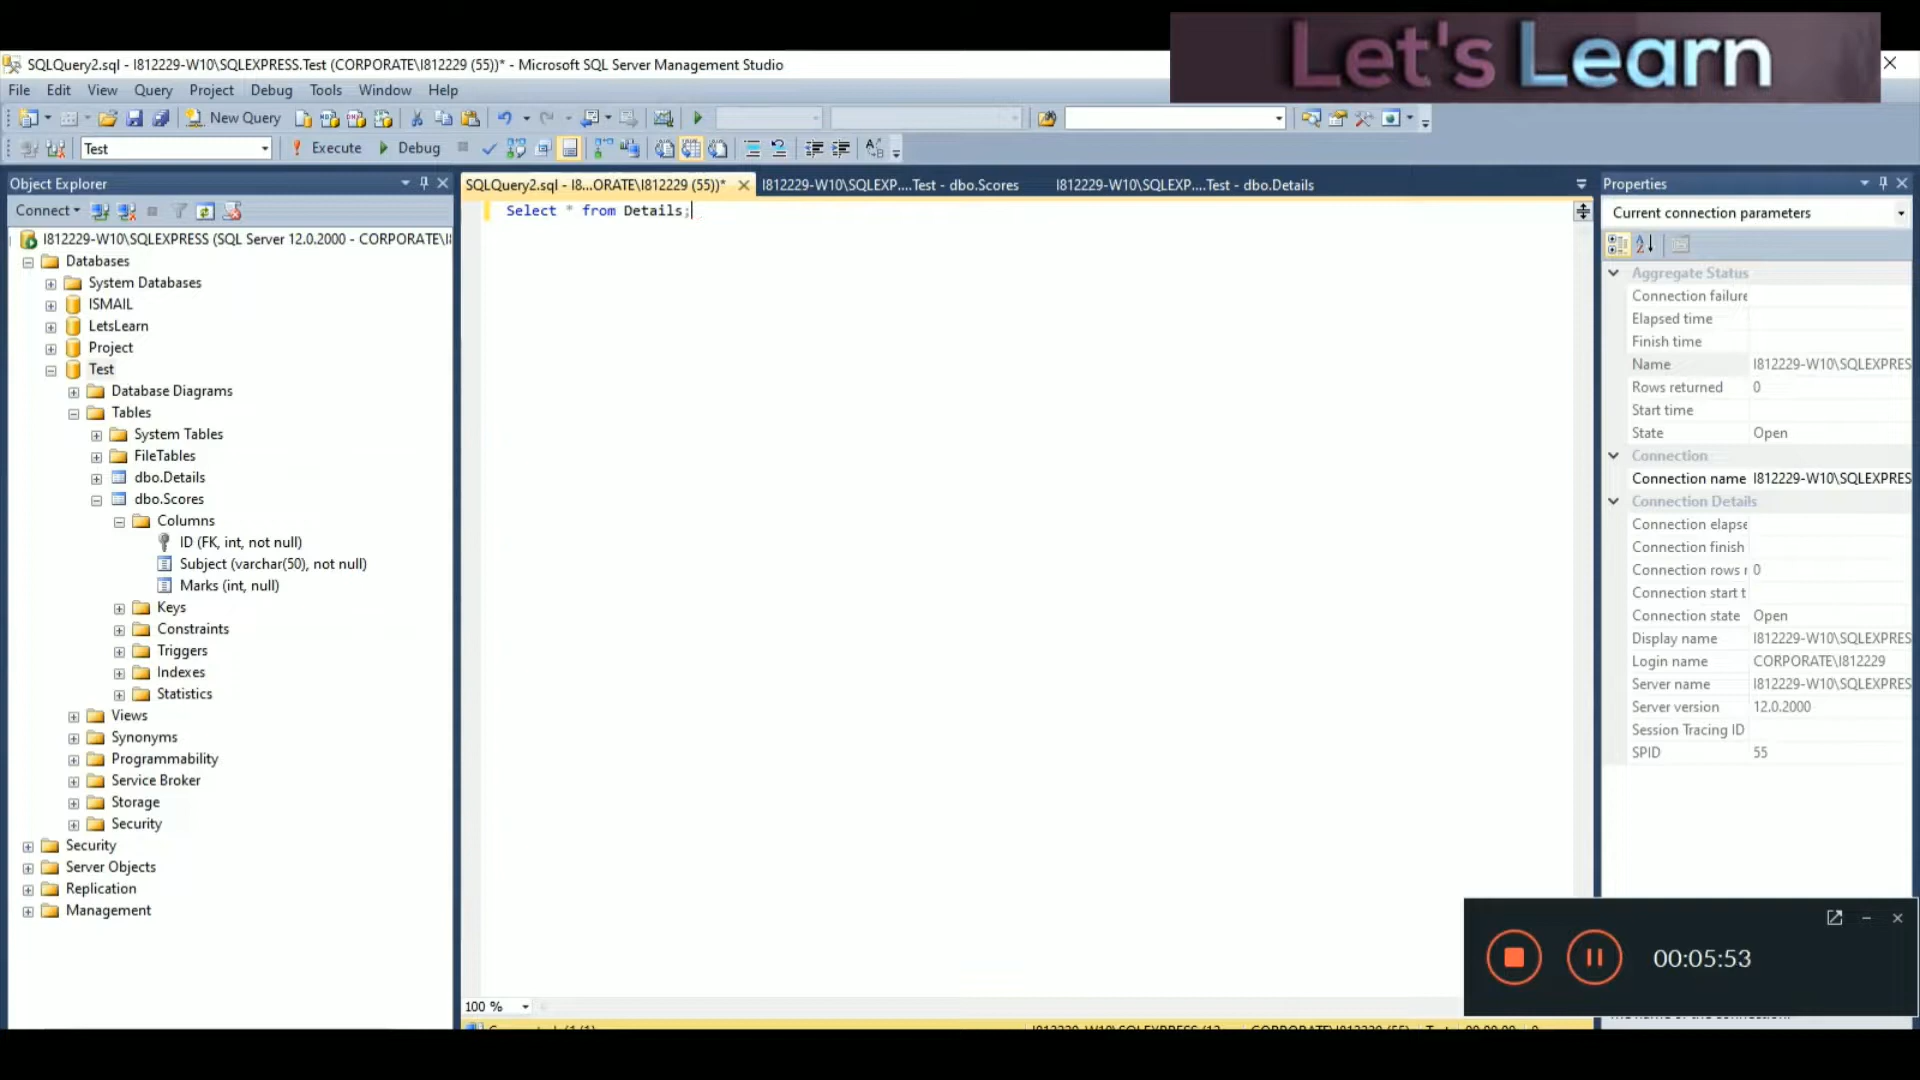 Let's Learn
SQLQuery2.sql - I812229-W10\SQLEXPRESS.Test (CORPORATE\I812229 (55))* - Microsoft SQL Server Management Studio
File Edit View Query Project Debug Tools Window Help
New Query
Test Execute Debug
Object Explorer
Connect
I812229-W10\SQLEXPRESS (SQL Server 12.0.2000 - CORPORATE\I
Databases
System Databases
ISMAIL
LetsLearn
Project
Test
Database Diagrams
Tables
System Tables
FileTables
dbo.Details
dbo.Scores
Columns
ID (FK, int, not null)
Subject (varchar(50), not null)
Marks (int, null)
Keys
Constraints
Triggers
Indexes
Statistics
Views
Synonyms
Programmability
Service Broker
Storage
Security
Security
Server Objects
Replication
Management
SQLQuery2.sql - I8...ORATE\I812229 (55))* I812229-W10\SQLEXP....Test - dbo.Scores I812229-W10\SQLEXP....Test - dbo.Details
Select * from Details;
100 %
Properties
Current connection parameters
Aggregate Status
Connection failure
Elapsed time
Finish time
Name I812229-W10\SQLEXPRES
Rows returned 0
Start time
State Open
Connection
Connection name I812229-W10\SQLEXPRES
Connection Details
Connection elapse
Connection finish
Connection rows r 0
Connection start t
Connection state Open
Display name I812229-W10\SQLEXPRES
Login name CORPORATE\I812229
Server name I812229-W10\SQLEXPRES
Server version 12.0.2000
Session Tracing ID
SPID 55
00:05:53